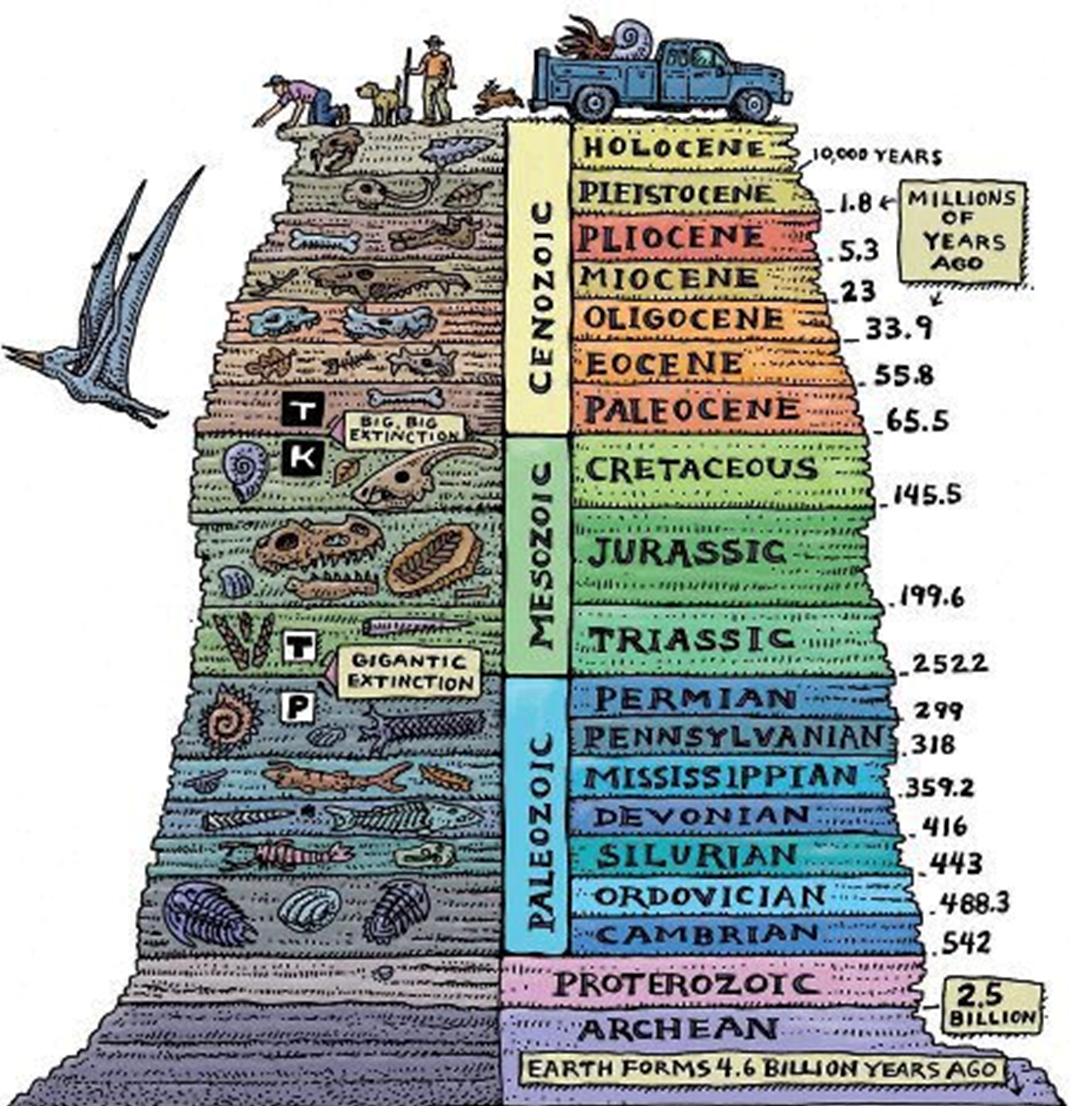 HOLOCENE
10,000 YEARS
PLEISTOCENE
1.8
MILLIONS
OF
YEARS
AGO
PLIOCENE
5.3
MIOCENE
23
OLIGOCENE
33.9
EOCENE
55.8
PALEOCENE
65.5
CENOZOIC
T
BIG, BIG
EXTINCTION
K
CRETACEOUS
145.5
JURASSIC
199.6
TRIASSIC
2522
MESOZOIC
T
GIGANTIC
EXTINCTION
P
PERMIAN
299
PENNSYLVANIAN
318
MISSISSIPPIAN
359.2
DEVONIAN
416
SILURIAN
443
ORDOVICIAN
488.3
CAMBRIAN
542
PALEOZOIC
PROTEROZOIC
2.5
BILLION
ARCHEAN
EARTH FORMS 4.6 BILLION YEARS AGO